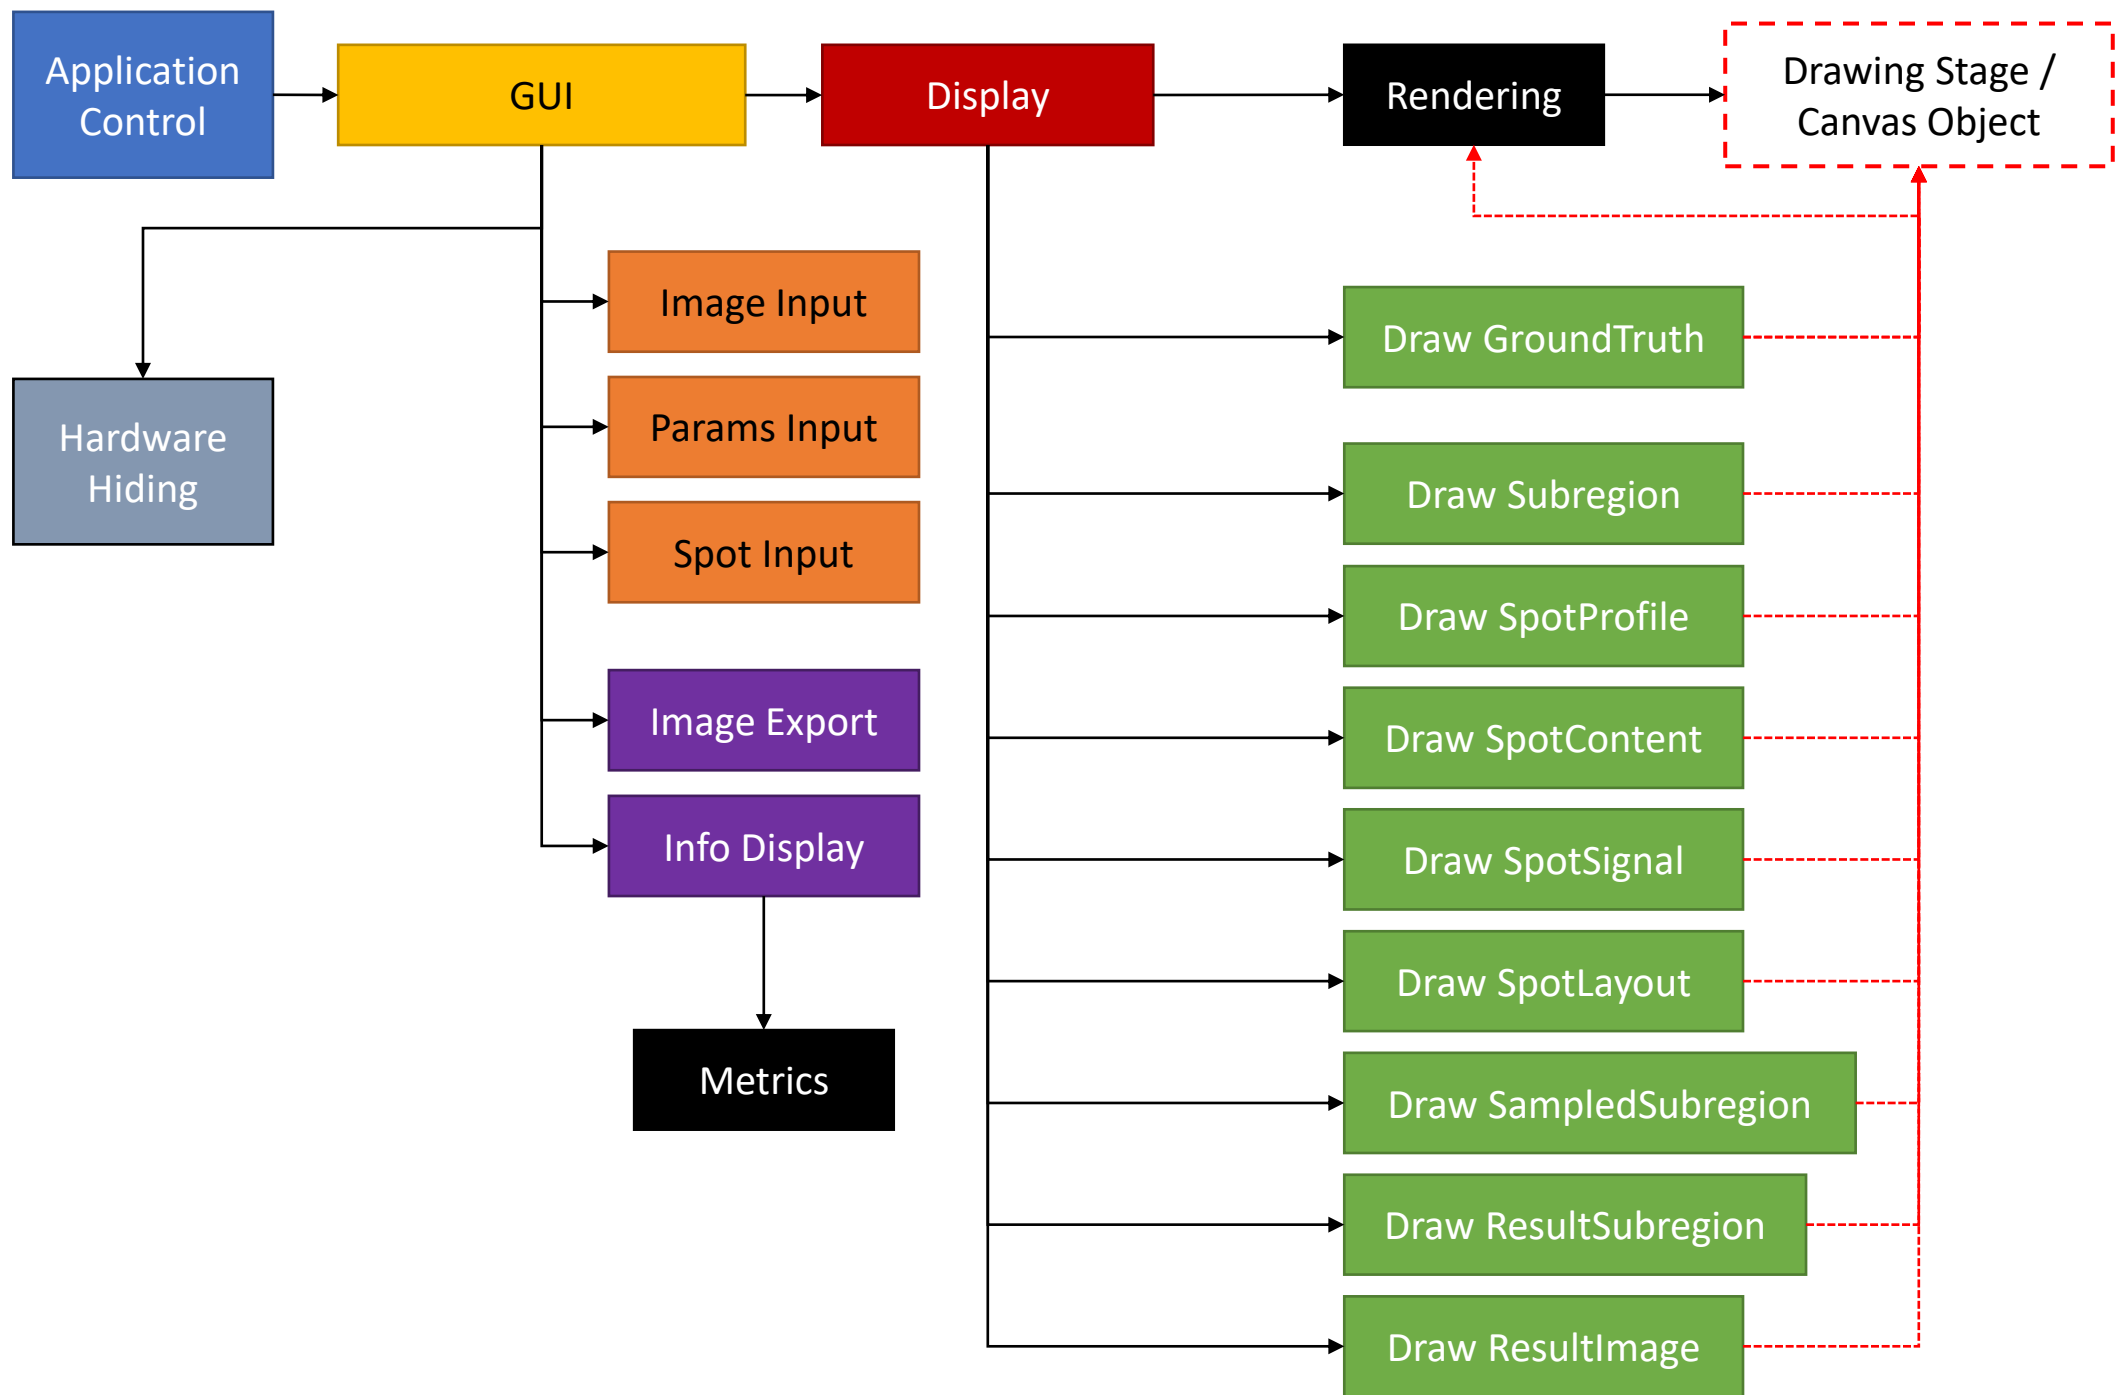 Application
Control
GUI
Display
Rendering
Drawing Stage /
Canvas Object
Hardware
Hiding
Image Input
Params Input
Spot Input
Image Export
Info Display
Metrics
Draw GroundTruth
Draw Subregion
Draw SpotProfile
Draw SpotContent
Draw SpotSignal
Draw SpotLayout
Draw SampledSubregion
Draw ResultSubregion
Draw ResultImage